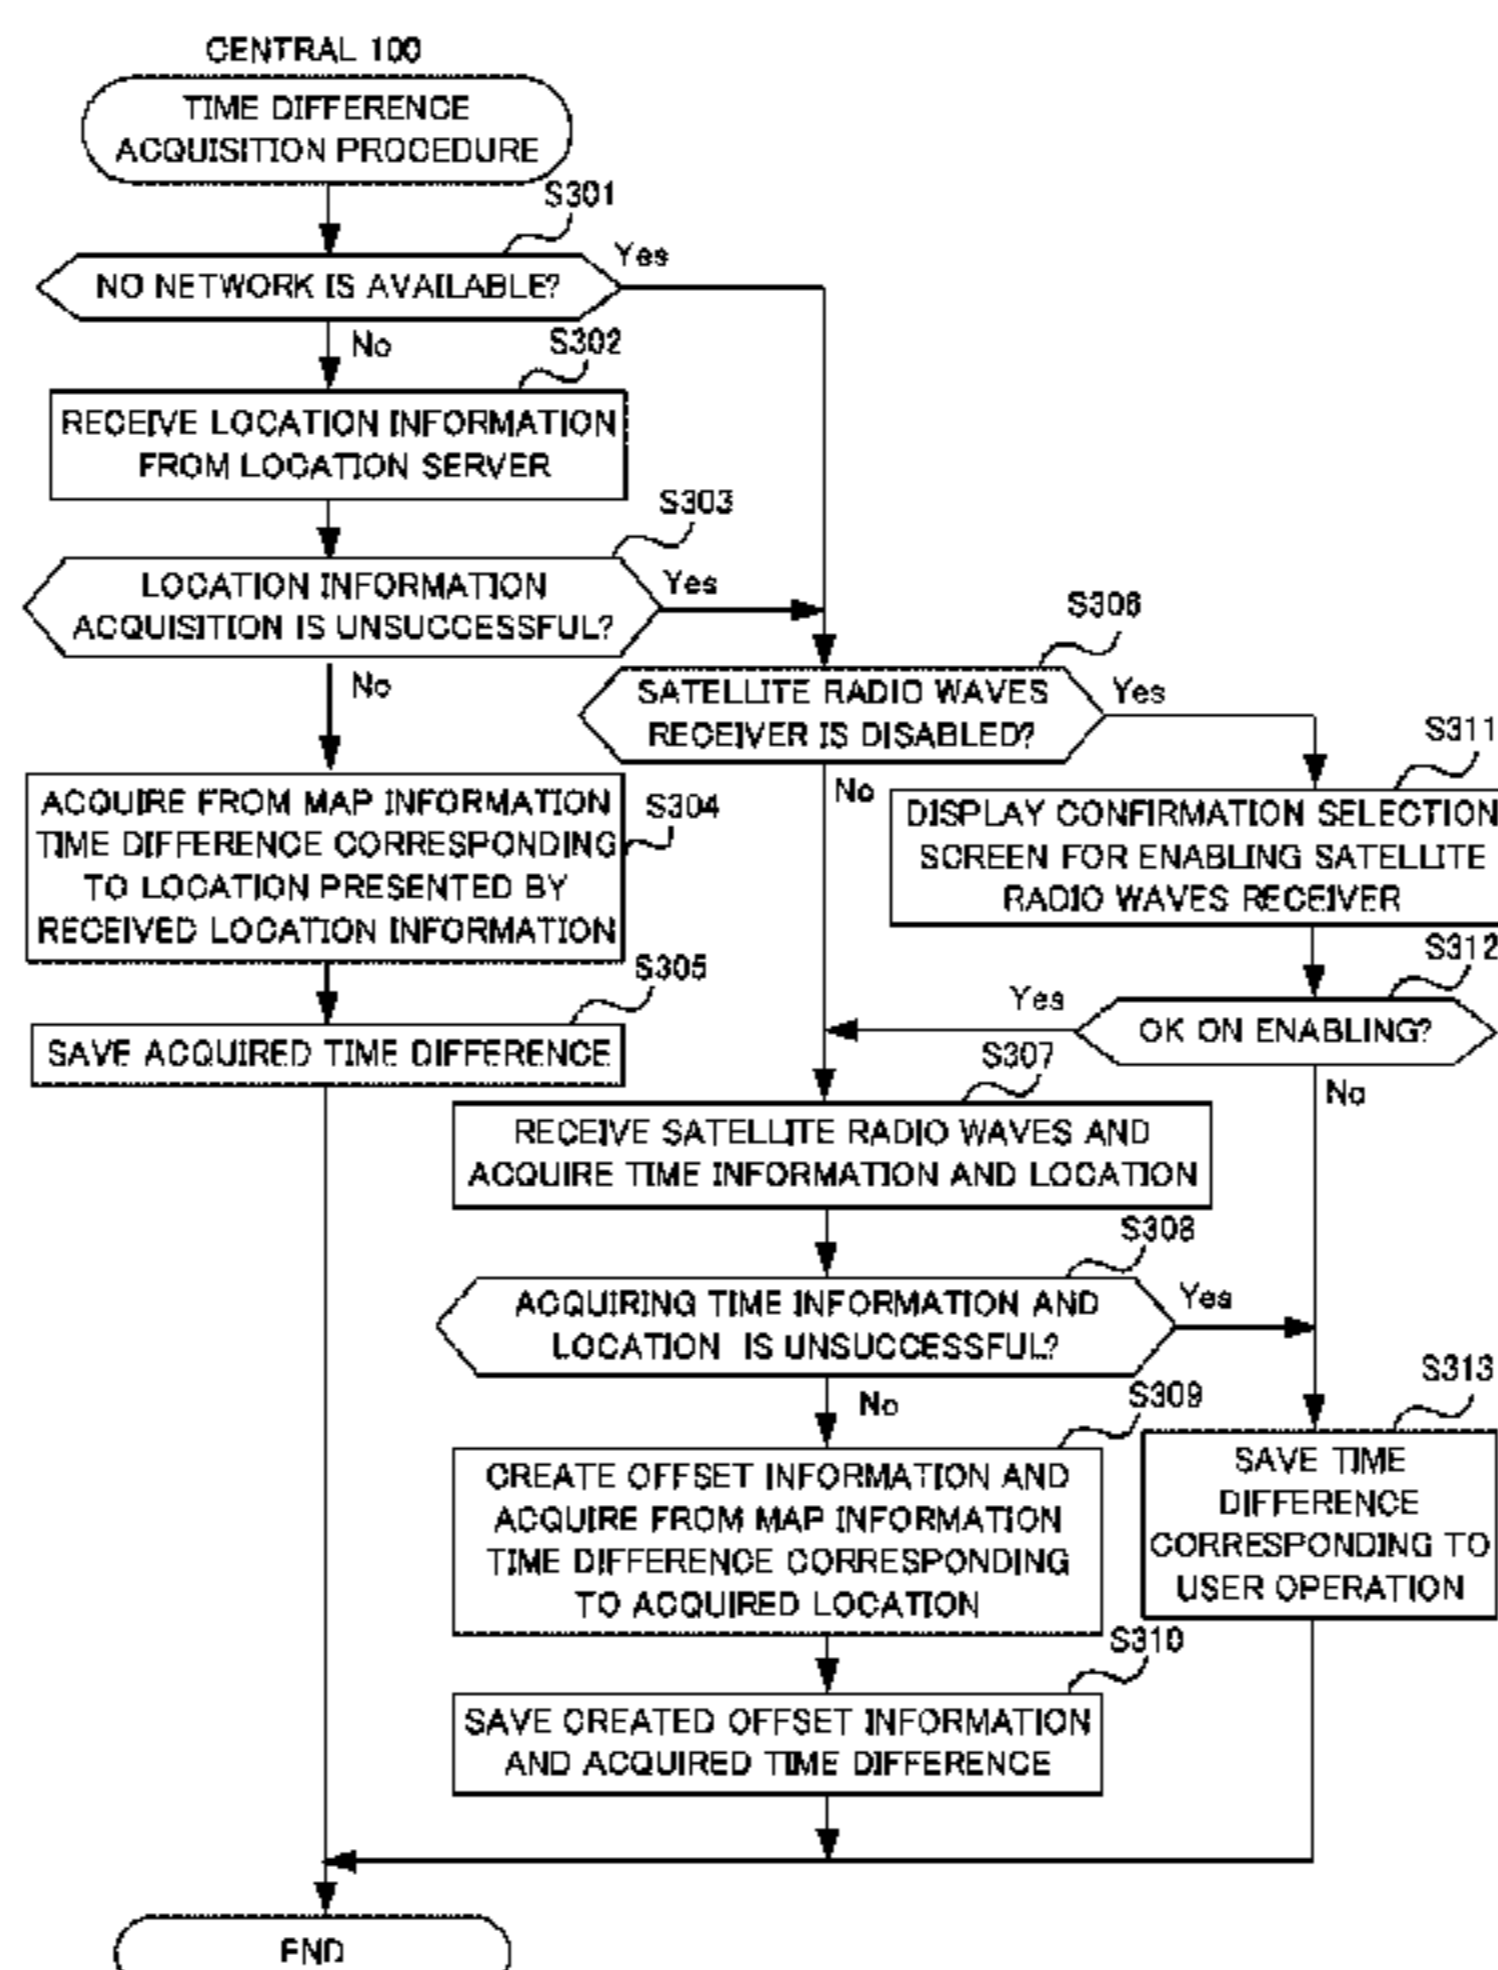 CENTRAL 100
TIME DIFFERENCE
ACQUISITION PROCEDURE
S301
NO NETWORK IS AVAILABLE?
Yes
No
S302
RECEIVE LOCATION INFORMATION
FROM LOCATION SERVER
S303
LOCATION INFORMATION
ACQUISITION IS UNSUCCESSFUL?
Yes
No
S304
ACQUIRE FROM MAP INFORMATION
TIME DIFFERENCE CORRESPONDING
TO LOCATION PRESENTED BY
RECEIVED LOCATION INFORMATION
S305
SAVE ACQUIRED TIME DIFFERENCE
S306
SATELLITE RADIO WAVES
RECEIVER IS DISABLED?
Yes
No
S311
DISPLAY CONFIRMATION SELECTION
SCREEN FOR ENABLING SATELLITE
RADIO WAVES RECEIVER
S312
OK ON ENABLING?
Yes
No
S307
RECEIVE SATELLITE RADIO WAVES AND
ACQUIRE TIME INFORMATION AND LOCATION
S308
ACQUIRING TIME INFORMATION AND
LOCATION IS UNSUCCESSFUL?
Yes
No
S309
CREATE OFFSET INFORMATION AND
ACQUIRE FROM MAP INFORMATION
TIME DIFFERENCE CORRESPONDING
TO ACQUIRED LOCATION
S310
SAVE CREATED OFFSET INFORMATION
AND ACQUIRED TIME DIFFERENCE
S313
SAVE TIME
DIFFERENCE
CORRESPONDING TO
USER OPERATION
END